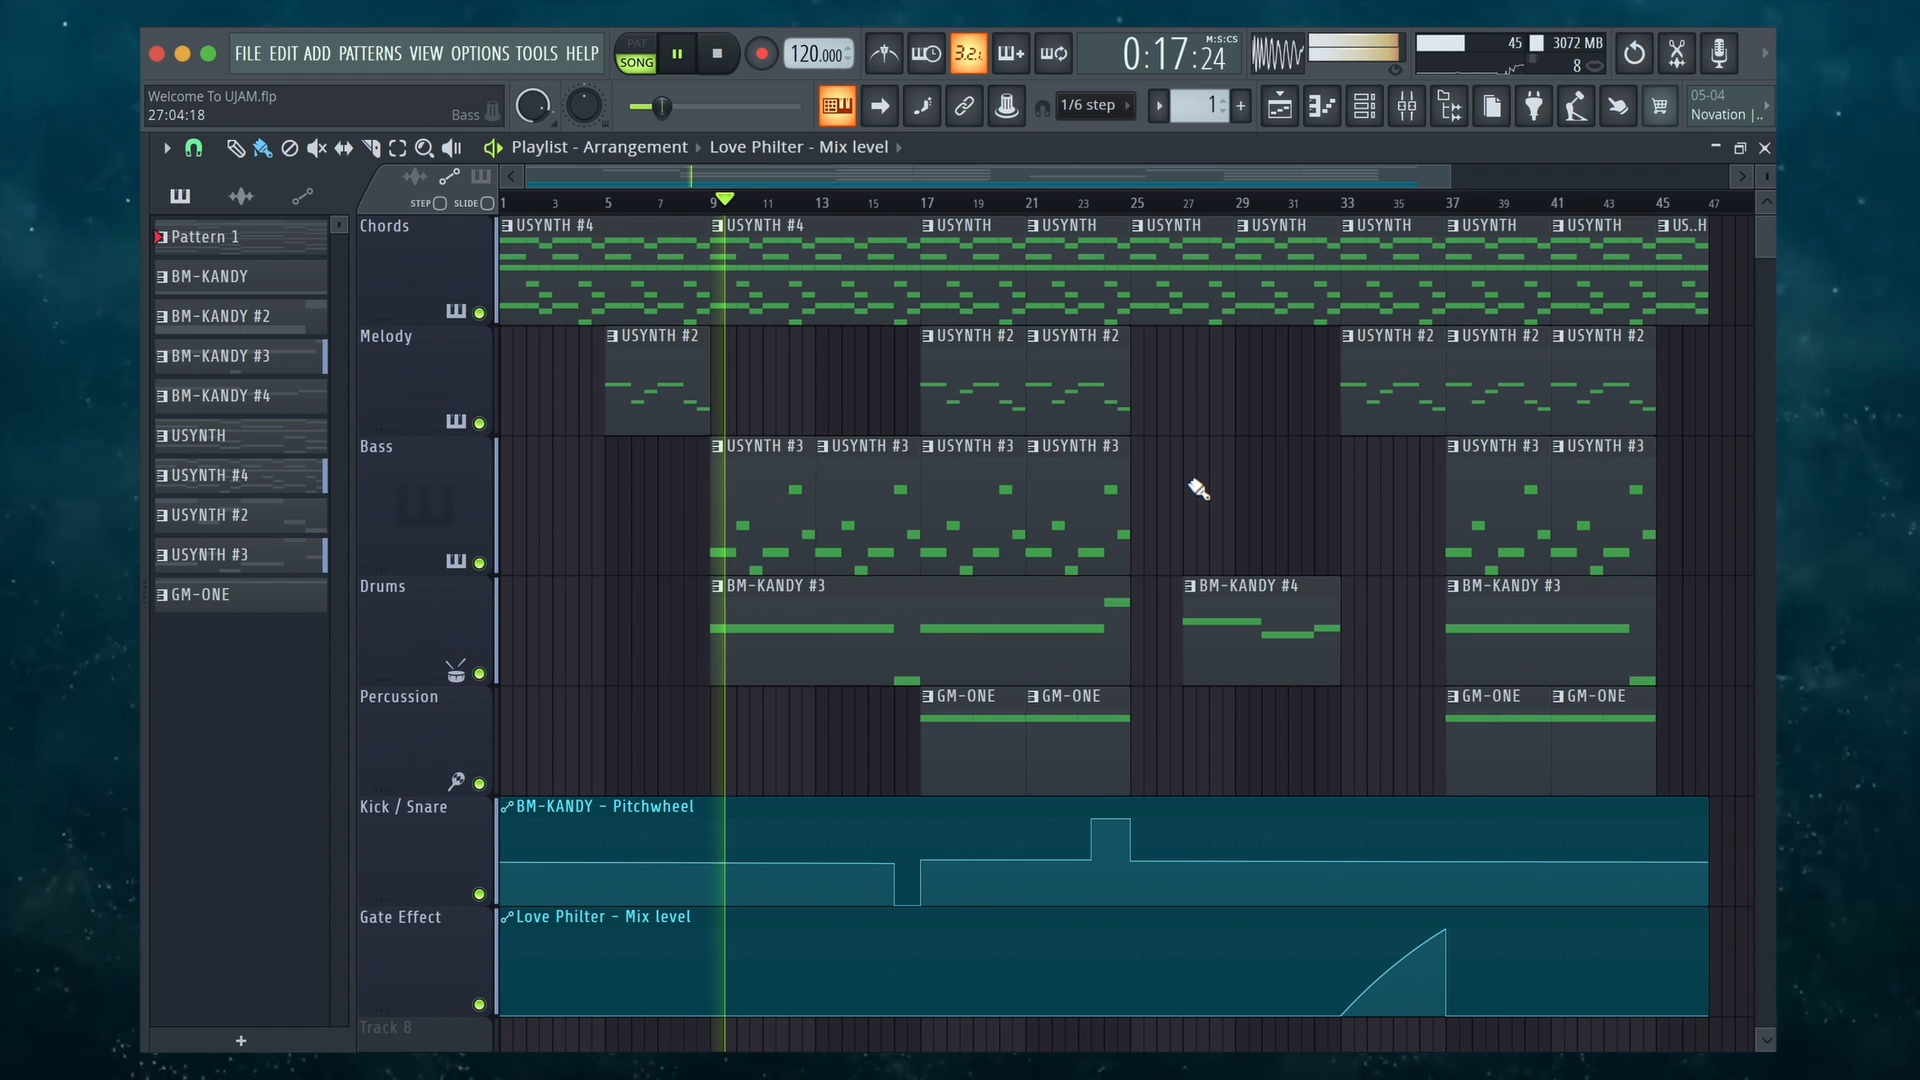 FILE EDIT ADD PATTERNS VIEW OPTIONS TOOLS HELP
PAT
SONG
120.000
3.2.
0:17:24
M:S:CS
45
3072 MB
8
Welcome To UJAM.flp
27:04:18
Bass
1/6 step
1
05-04
Novation |..
Playlist - Arrangement
Love Philter - Mix level
STEP
SLIDE
1 3 5 7 9 11 13 15 17 19 21 23 25 27 29 31 33 35 37 39 41 43 45 47
Pattern 1
BM-KANDY
BM-KANDY #2
BM-KANDY #3
BM-KANDY #4
USYNTH
USYNTH #4
USYNTH #2
USYNTH #3
GM-ONE
+
Chords
USYNTH #4 USYNTH #4 USYNTH USYNTH USYNTH USYNTH USYNTH USYNTH USYNTH US..H
Melody
USYNTH #2 USYNTH #2 USYNTH #2 USYNTH #2 USYNTH #2 USYNTH #2
Bass
USYNTH #3 USYNTH #3 USYNTH #3 USYNTH #3 USYNTH #3 USYNTH #3
Drums
BM-KANDY #3 BM-KANDY #4 BM-KANDY #3
Percussion
GM-ONE GM-ONE GM-ONE GM-ONE
Kick / Snare
BM-KANDY - Pitchwheel
Gate Effect
Love Philter - Mix level
Track 8